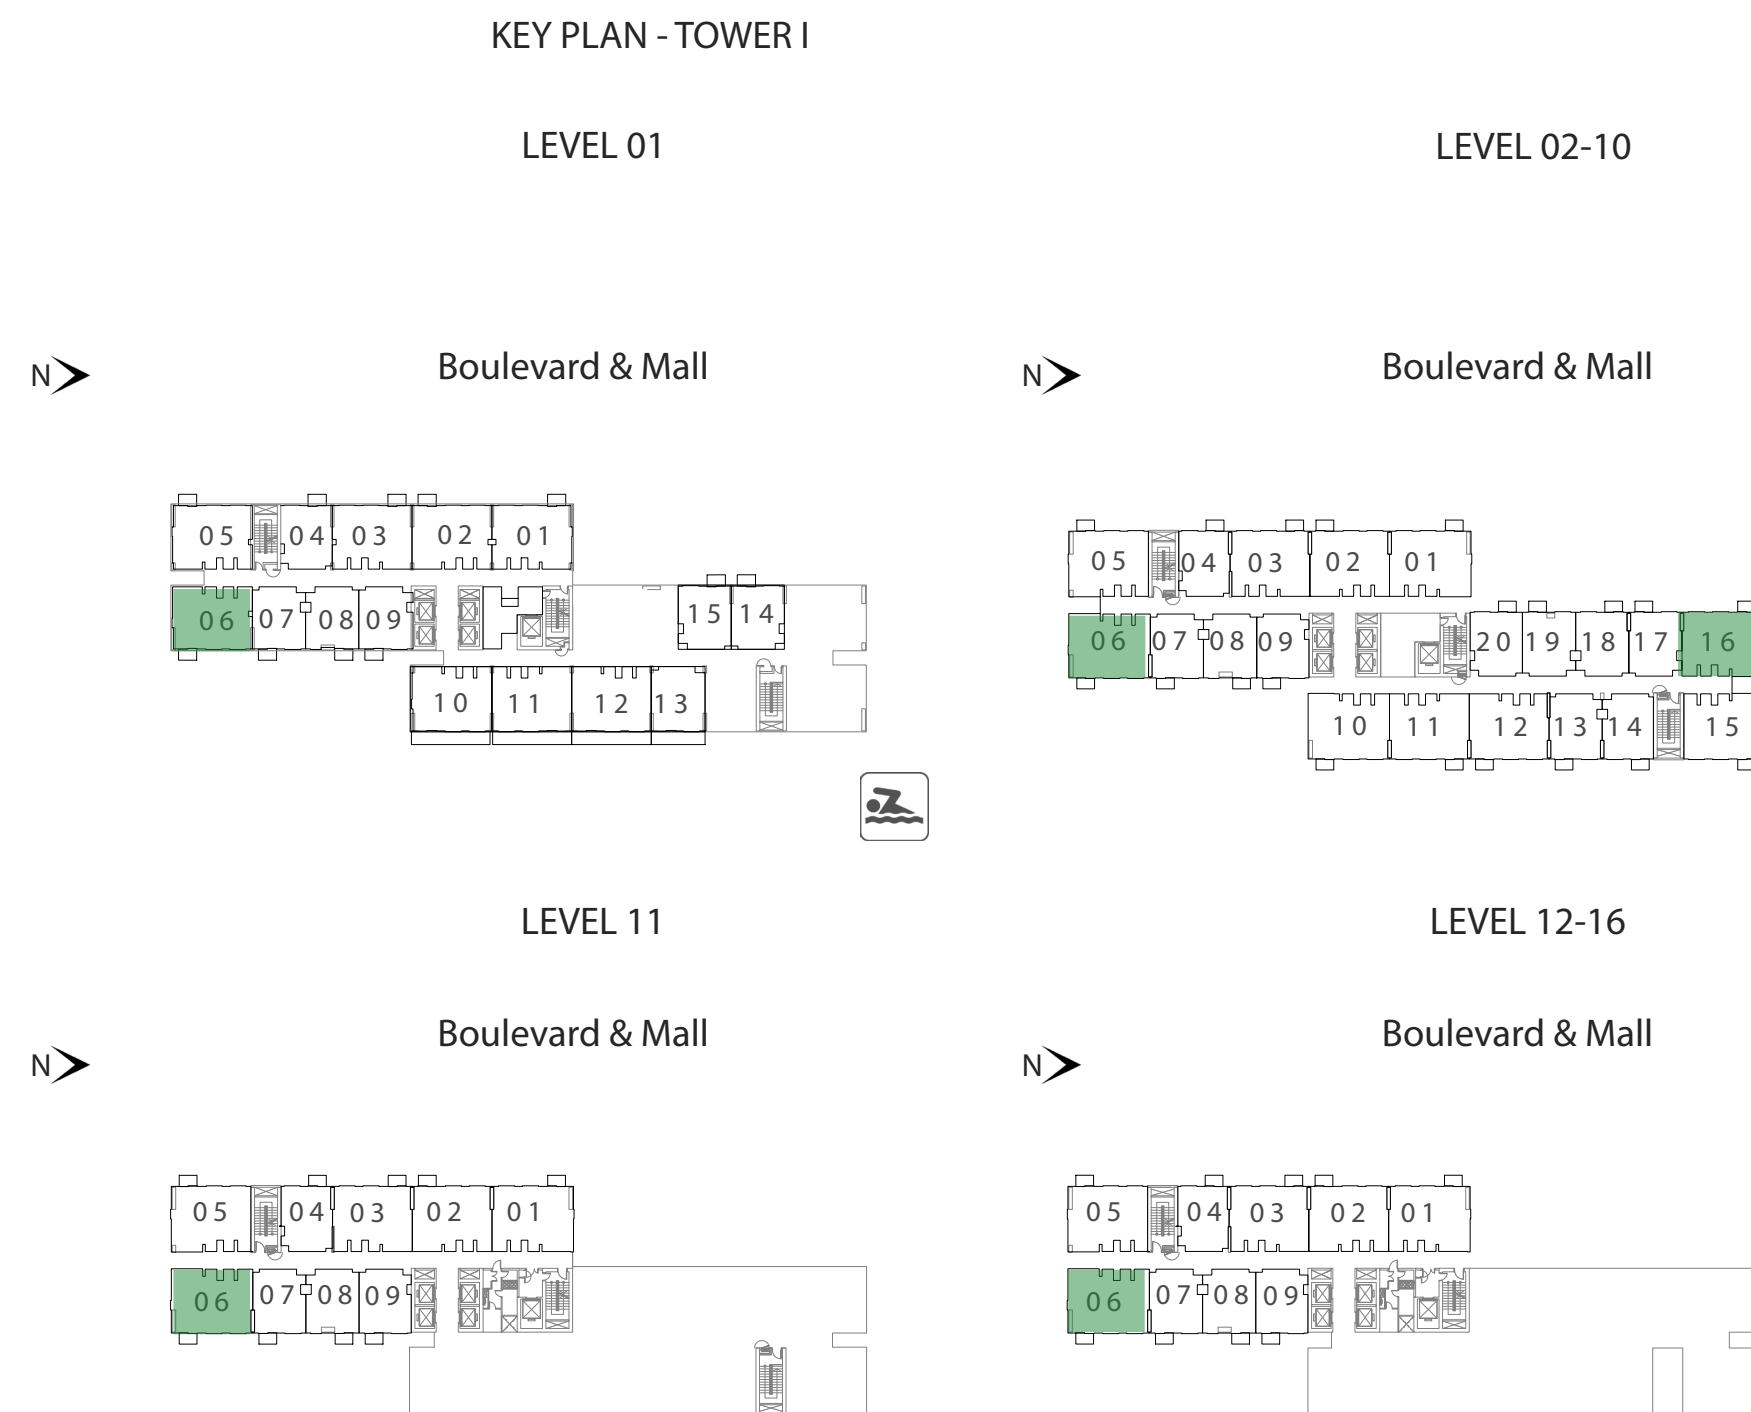 KEY PLAN - TOWER I
LEVEL 01
LEVEL 02-10
N
Boulevard & Mall
N
Boulevard & Mall
05 04 03 02 01
06 07 08 09
15 14
10 11 12 13
05 04 03 02 01
06 07 08 09
20 19 18 17 16
10 11 12 13 14 15
LEVEL 11
LEVEL 12-16
Boulevard & Mall
N
Boulevard & Mall
N
05 04 03 02 01
06 07 08 09
05 04 03 02 01
06 07 08 09